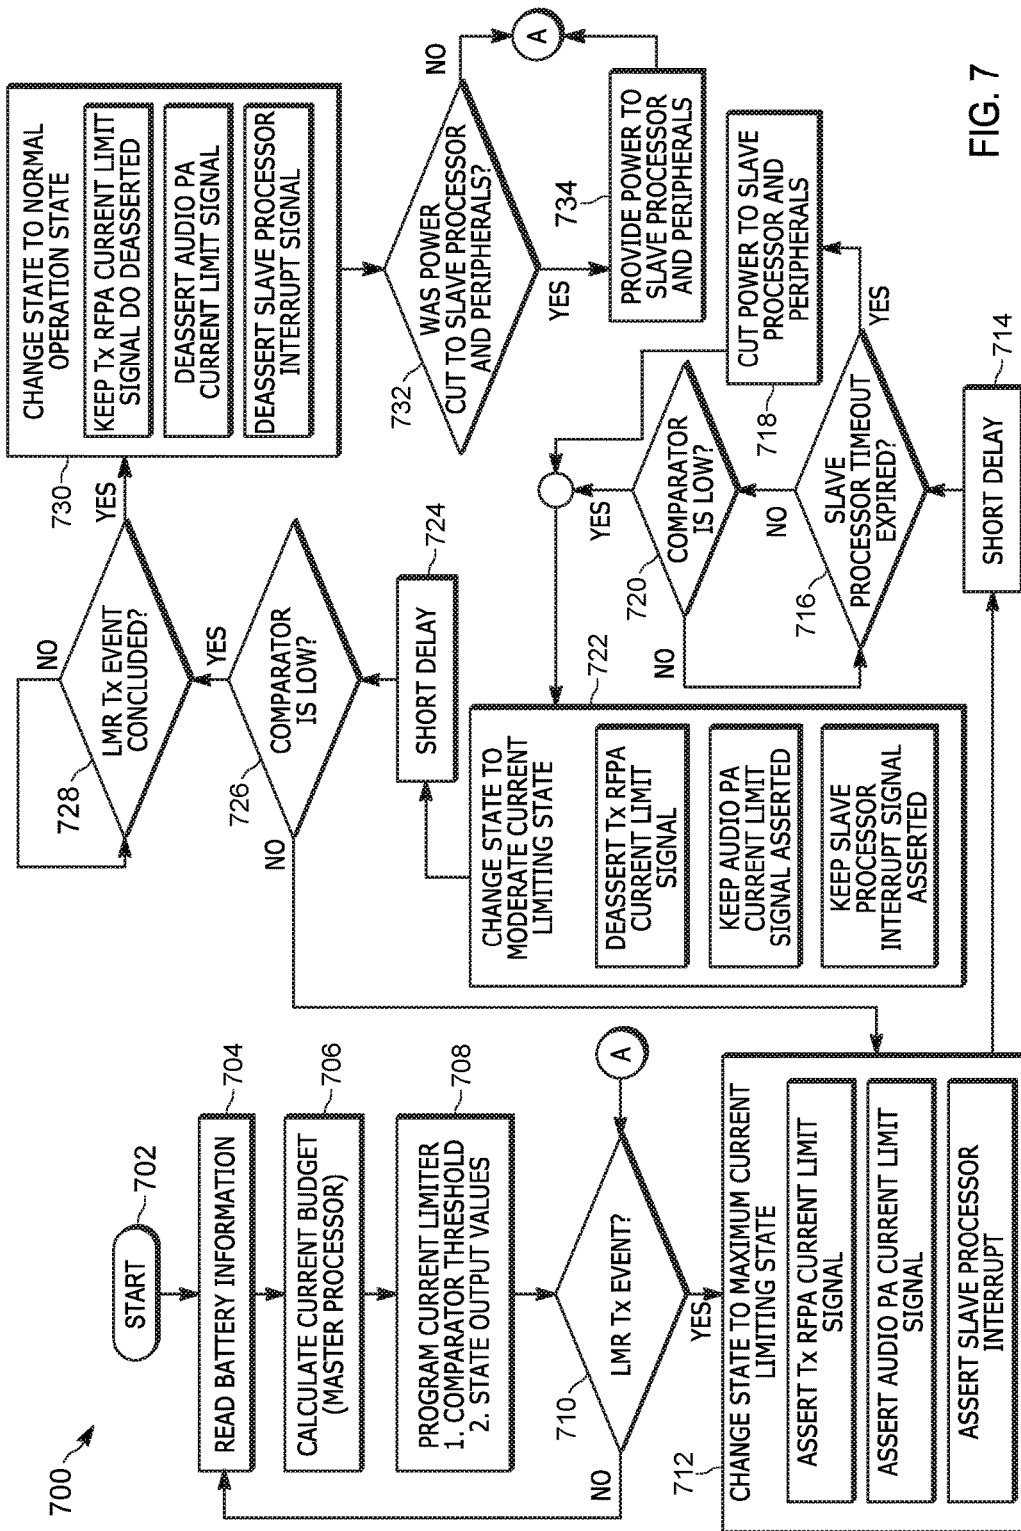 700
START
702
READ BATTERY INFORMATION
704
CALCULATE CURRENT BUDGET
(MASTER PROCESSOR)
706
PROGRAM CURRENT LIMITER
1. COMPARATOR THRESHOLD
2. STATE OUTPUT VALUES
708
LMR Tx EVENT?
710
NO
YES
A
CHANGE STATE TO MAXIMUM CURRENT
LIMITING STATE
712
ASSERT Tx RFPA CURRENT LIMIT
SIGNAL
ASSERT AUDIO PA CURRENT LIMIT
SIGNAL
ASSERT SLAVE PROCESSOR
INTERRUPT
SHORT DELAY
714
SLAVE
PROCESSOR TIMEOUT
EXPIRED?
716
NO
YES
CUT POWER TO SLAVE
PROCESSOR AND
PERIPHERALS
718
COMPARATOR
IS LOW?
720
NO
YES
CHANGE STATE TO
MODERATE CURRENT
LIMITING STATE
722
DEASSERT Tx RFPA
CURRENT LIMIT
SIGNAL
KEEP AUDIO PA
CURRENT LIMIT
SIGNAL ASSERTED
KEEP SLAVE
PROCESSOR
INTERRUPT SIGNAL
ASSERTED
SHORT DELAY
724
COMPARATOR
IS LOW?
726
NO
YES
LMR Tx EVENT
CONCLUDED?
728
NO
YES
CHANGE STATE TO NORMAL
OPERATION STATE
730
KEEP Tx RFPA CURRENT LIMIT
SIGNAL DO DEASSERTED
DEASSERT AUDIO PA
CURRENT LIMIT SIGNAL
DEASSERT SLAVE PROCESSOR
INTERRUPT SIGNAL
WAS POWER
CUT TO SLAVE PROCESSOR
AND PERIPHERALS?
732
NO
YES
PROVIDE POWER TO
SLAVE PROCESSOR
AND PERIPHERALS
734
A
FIG. 7